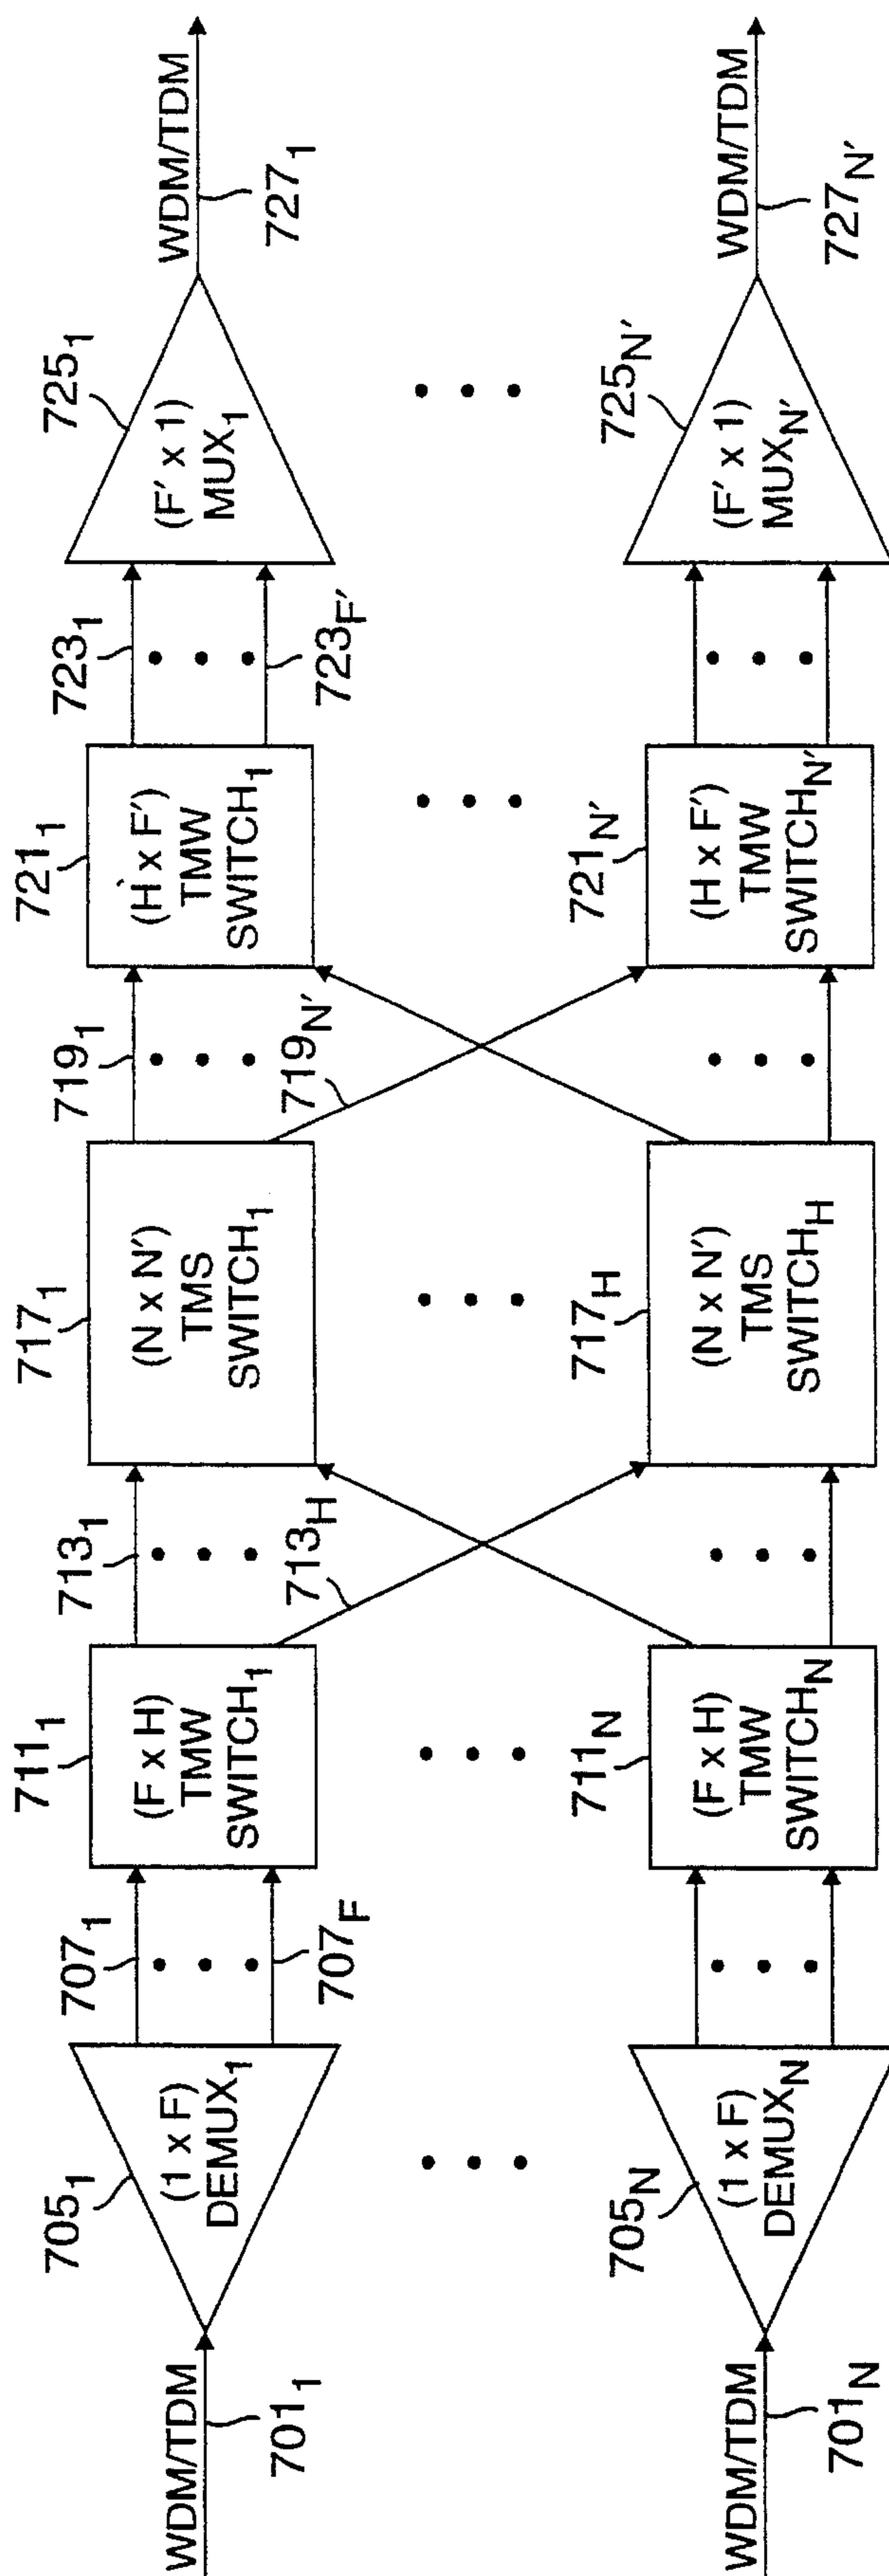 WDM/TDM
701₁
705₁
(1 x F)
DEMUX₁
707₁
707F
711₁
(F x H)
TMW
SWITCH₁
713₁
713H
717₁
(N x N')
TMS
SWITCH₁
719₁
719N'
721₁
(H x F')
TMW
SWITCH₁
723₁
723F'
725₁
(F' x 1)
MUX₁
WDM/TDM
727₁
WDM/TDM
701N
705N
(1 x F)
DEMUXN
711N
(F x H)
TMW
SWITCHN
717H
(N x N')
TMS
SWITCHH
721N'
(H x F')
TMW
SWITCHN'
725N'
(F' x 1)
MUXN'
WDM/TDM
727N'